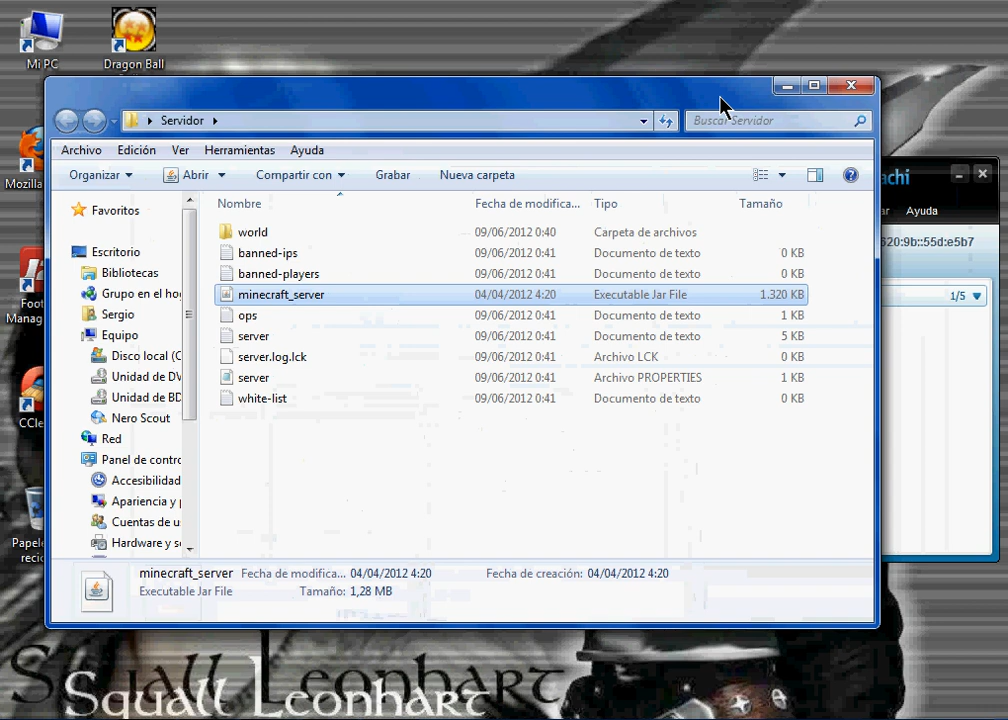 Mi PC
Dragon Ball
Servidor
Buscar Servidor
Archivo Edición Ver Herramientas Ayuda
Organizar Abrir Compartir con Grabar Nueva carpeta
Nombre Fecha de modifica... Tipo Tamaño
world 09/06/2012 0:40 Carpeta de archivos
banned-ips 09/06/2012 0:41 Documento de texto 0 KB
banned-players 09/06/2012 0:41 Documento de texto 0 KB
minecraft_server 04/04/2012 4:20 Executable Jar File 1.320 KB
ops 09/06/2012 0:41 Documento de texto 1 KB
server 09/06/2012 0:41 Documento de texto 5 KB
server.log.lck 09/06/2012 0:41 Archivo LCK 0 KB
server 09/06/2012 0:41 Archivo PROPERTIES 1 KB
white-list 09/06/2012 0:41 Documento de texto 0 KB
Favoritos
Escritorio
Bibliotecas
Grupo en el ho
Sergio
Equipo
Disco local (C
Unidad de DV
Unidad de BD
Nero Scout
Red
Panel de contro
Accesibilidad
Apariencia y p
Cuentas de u
Hardware y s
minecraft_server Fecha de modifica... 04/04/2012 4:20 Fecha de creación: 04/04/2012 4:20
Executable Jar File Tamaño: 1,28 MB
Mozilla
Foot
Manag
CCle
Papele
reci
achi
ar Ayuda
620:9b::55d:e5b7
1/5
Squall Leonhart
Squall Leonhart